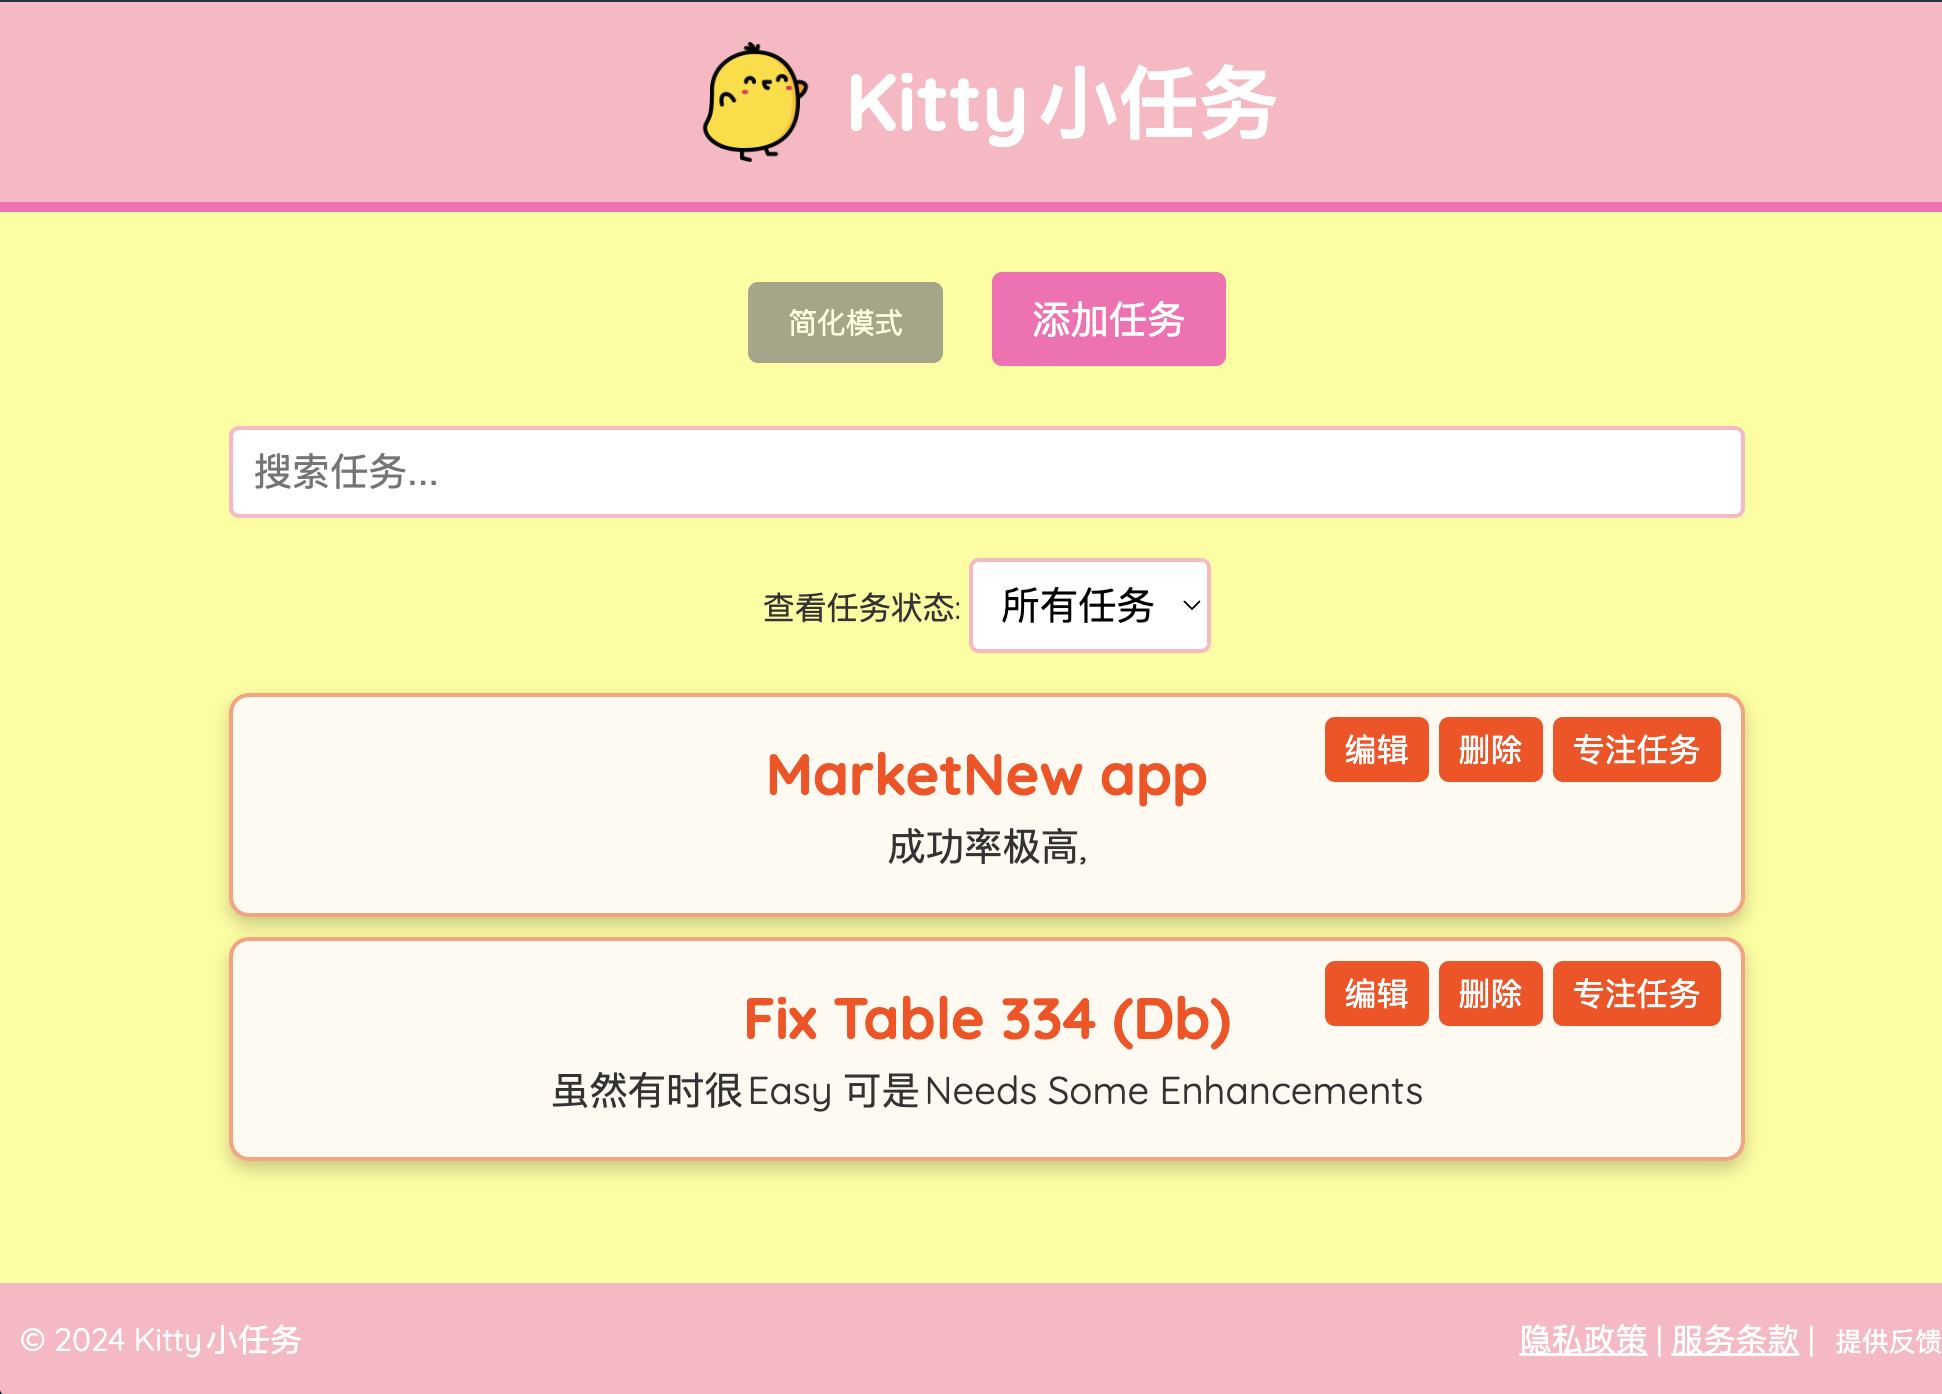 Kitty小任务
简化模式 添加任务
搜索任务...
查看任务状态: 所有任务
编辑 删除 专注任务
MarketNew app
成功率极高,
编辑 删除 专注任务
Fix Table 334 (Db)
虽然有时很Easy 可是Needs Some Enhancements
© 2024 Kitty小任务 隐私政策 | 服务条款 | 提供反馈